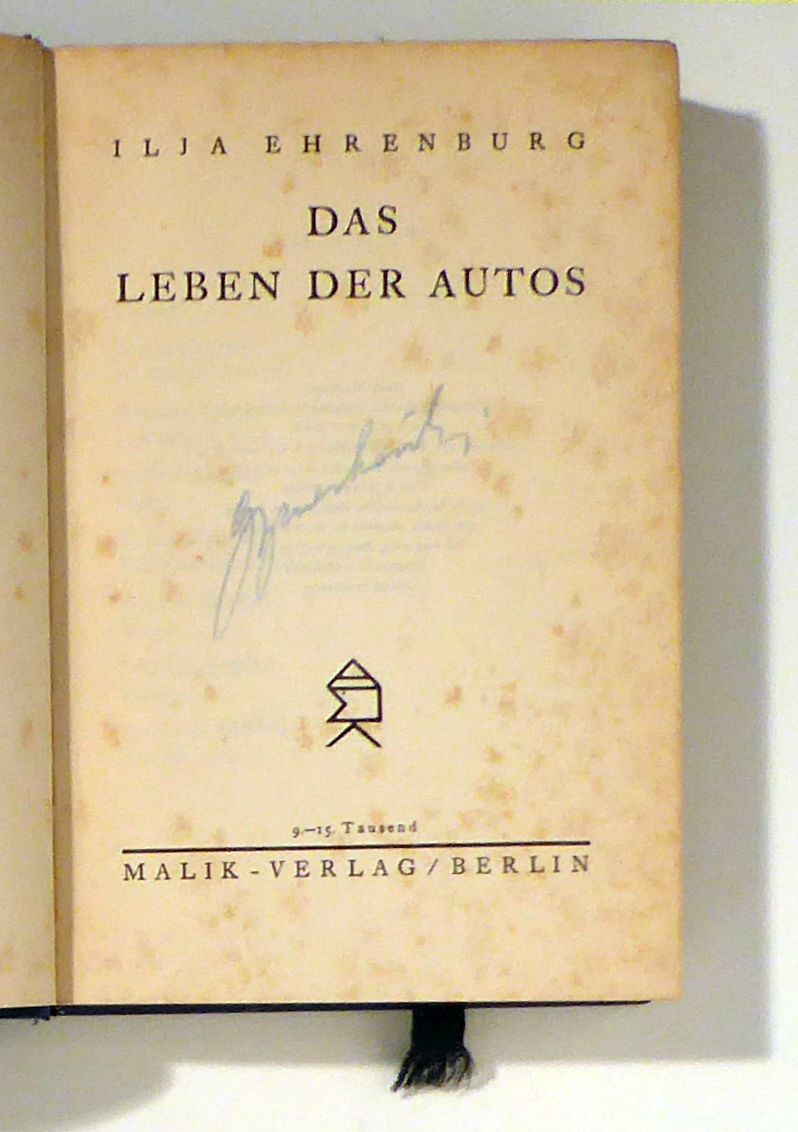 ILJA EHRENBURG
DAS
LEBEN DER AUTOS
9.–15. Tausend
MALIK-VERLAG/BERLIN